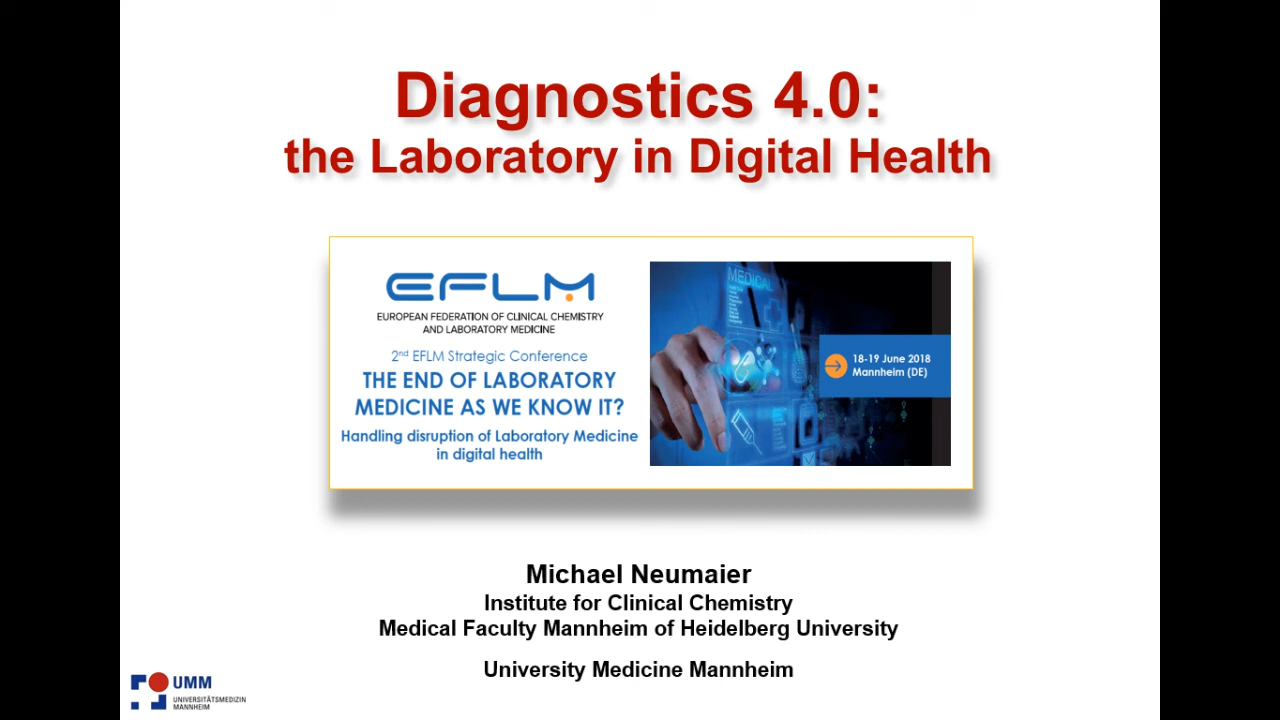 Diagnostics 4.0:
the Laboratory in Digital Health
EFLM
EUROPEAN FEDERATION OF CLINICAL CHEMISTRY
AND LABORATORY MEDICINE
2nd EFLM Strategic Conference
THE END OF LABORATORY
MEDICINE AS WE KNOW IT?
Handling disruption of Laboratory Medicine
in digital health
MEDICAL
18-19 June 2018
Mannheim (DE)
Michael Neumaier
Institute for Clinical Chemistry
Medical Faculty Mannheim of Heidelberg University
University Medicine Mannheim
UMM
UNIVERSITÄTSMEDIZIN
MANNHEIM